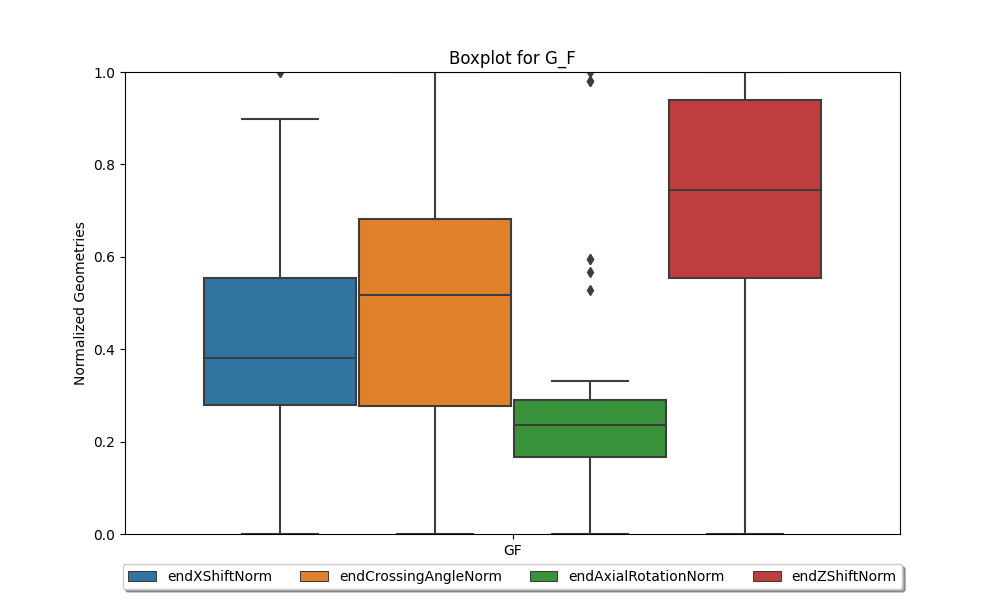 Boxplot for G_F
1.0
0.8
0.6
0.4
0.2
0.0
Normalized Geometries
GF
endXShiftNorm endCrossingAngleNorm endAxialRotationNorm endZShiftNorm